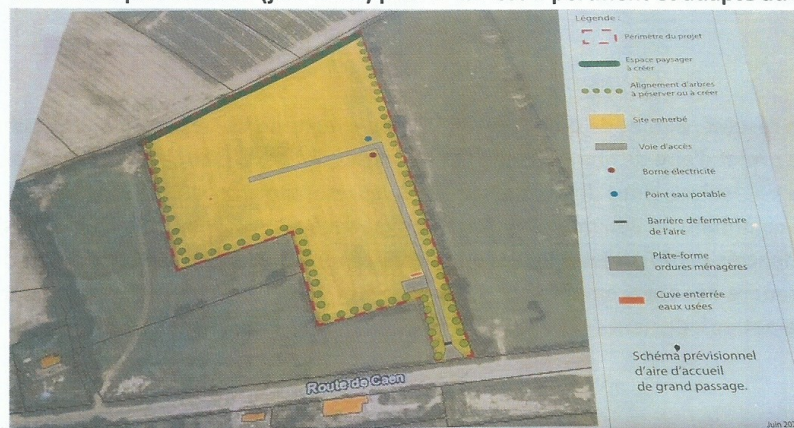 Légende :
Périmètre du projet
Espace paysager
à créer
Alignement d'arbres
à péserver ou à créer
Site enherbé
Voie d'accès
Borne électricité
Point eau potable
Barrière de fermeture
de l'aire
Plate-forme
ordures ménagères
Cuve enterrée
eaux usées
Route de Caen
Schéma prévisionnel
d'aire d'accueil
de grand passage.
Juin